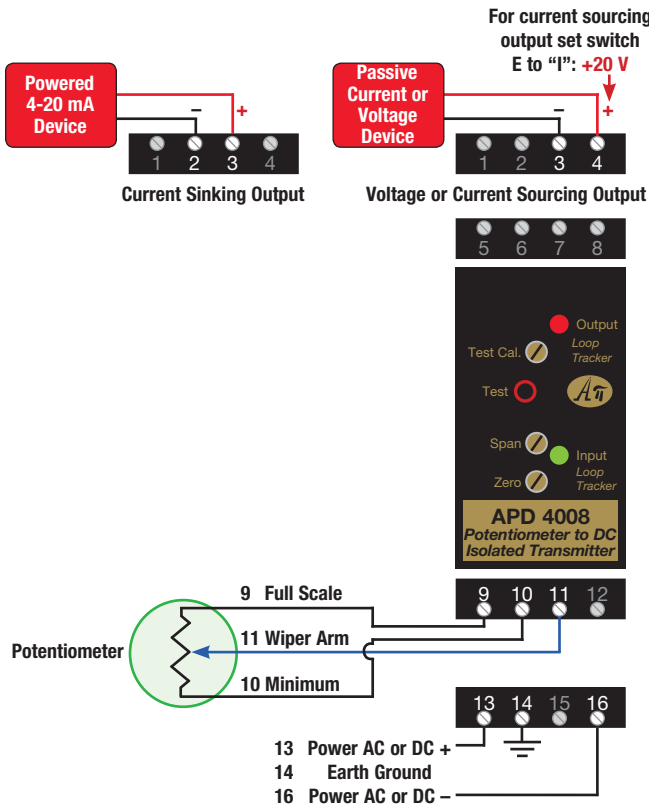 For current sourcing
output set switch
E to “I”: +20 V
Powered
4-20 mA
Device
– +
1 2 3 4
Current Sinking Output
Passive
Current or
Voltage
Device
– +
1 2 3 4
Voltage or Current Sourcing Output
5 6 7 8
Output
Loop
Tracker
Test Cal.
Test
Aπ
Span
Input
Loop
Tracker
Zero
APD 4008
Potentiometer to DC
Isolated Transmitter
9 10 11 12
9 Full Scale
11 Wiper Arm
Potentiometer
10 Minimum
13 14 15 16
13 Power AC or DC +
14 Earth Ground
16 Power AC or DC –